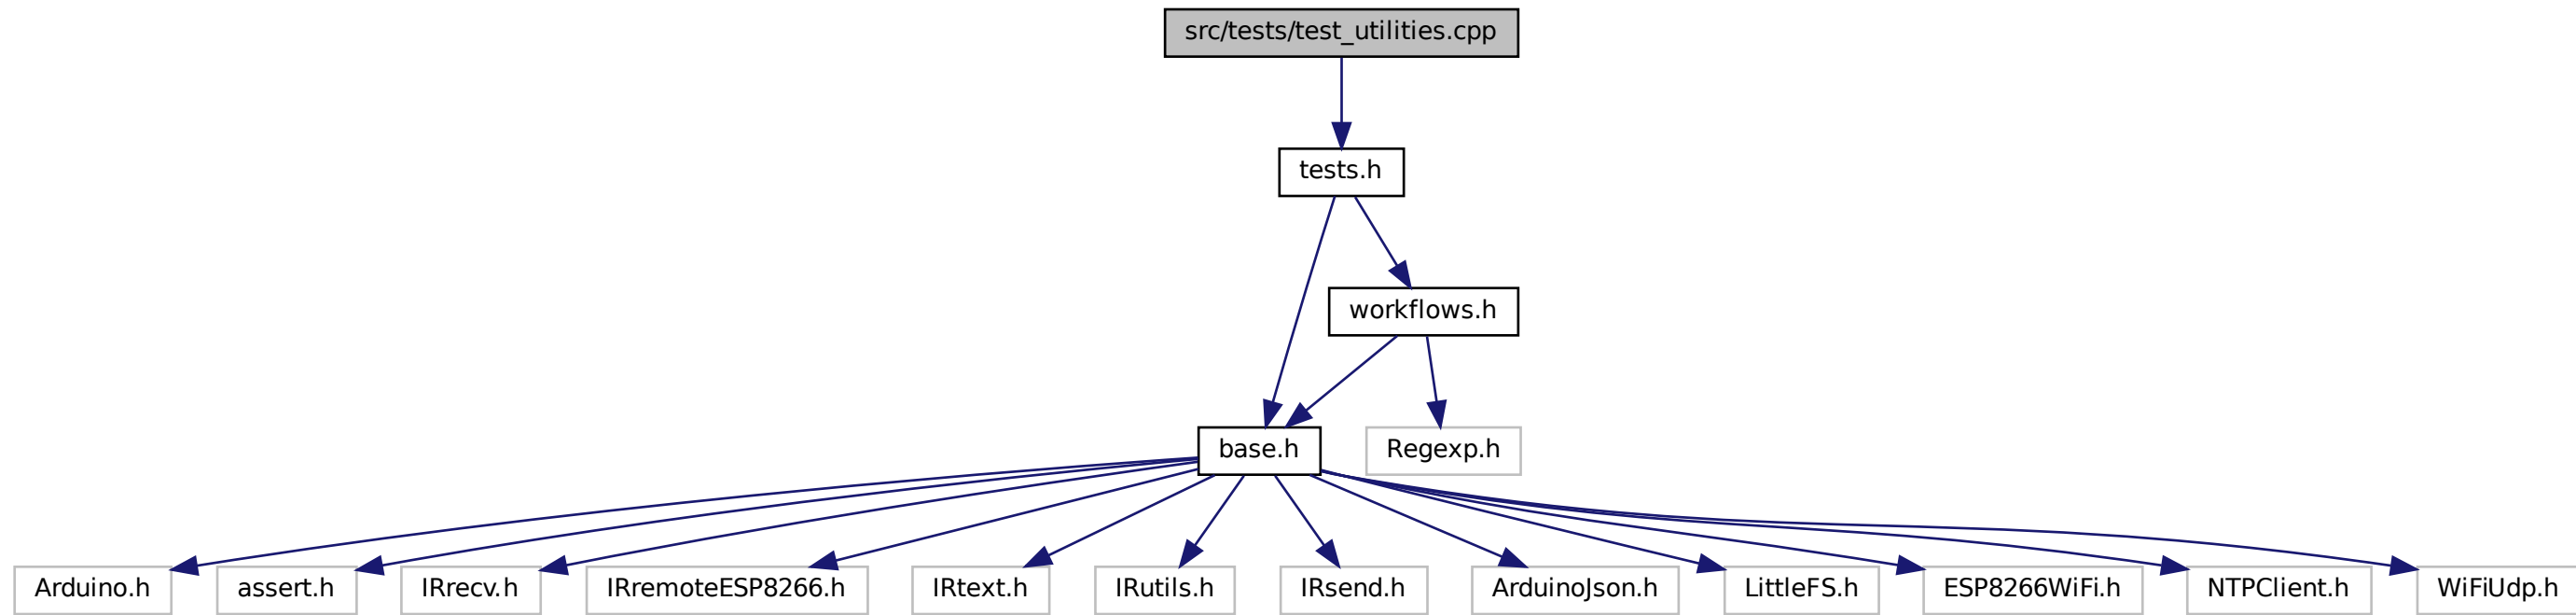 src/tests/test_utilities.cpp
tests.h
workflows.h
base.h
Regexp.h
Arduino.h
assert.h
IRrecv.h
IRremoteESP8266.h
IRtext.h
IRutils.h
IRsend.h
ArduinoJson.h
LittleFS.h
ESP8266WiFi.h
NTPClient.h
WiFiUdp.h